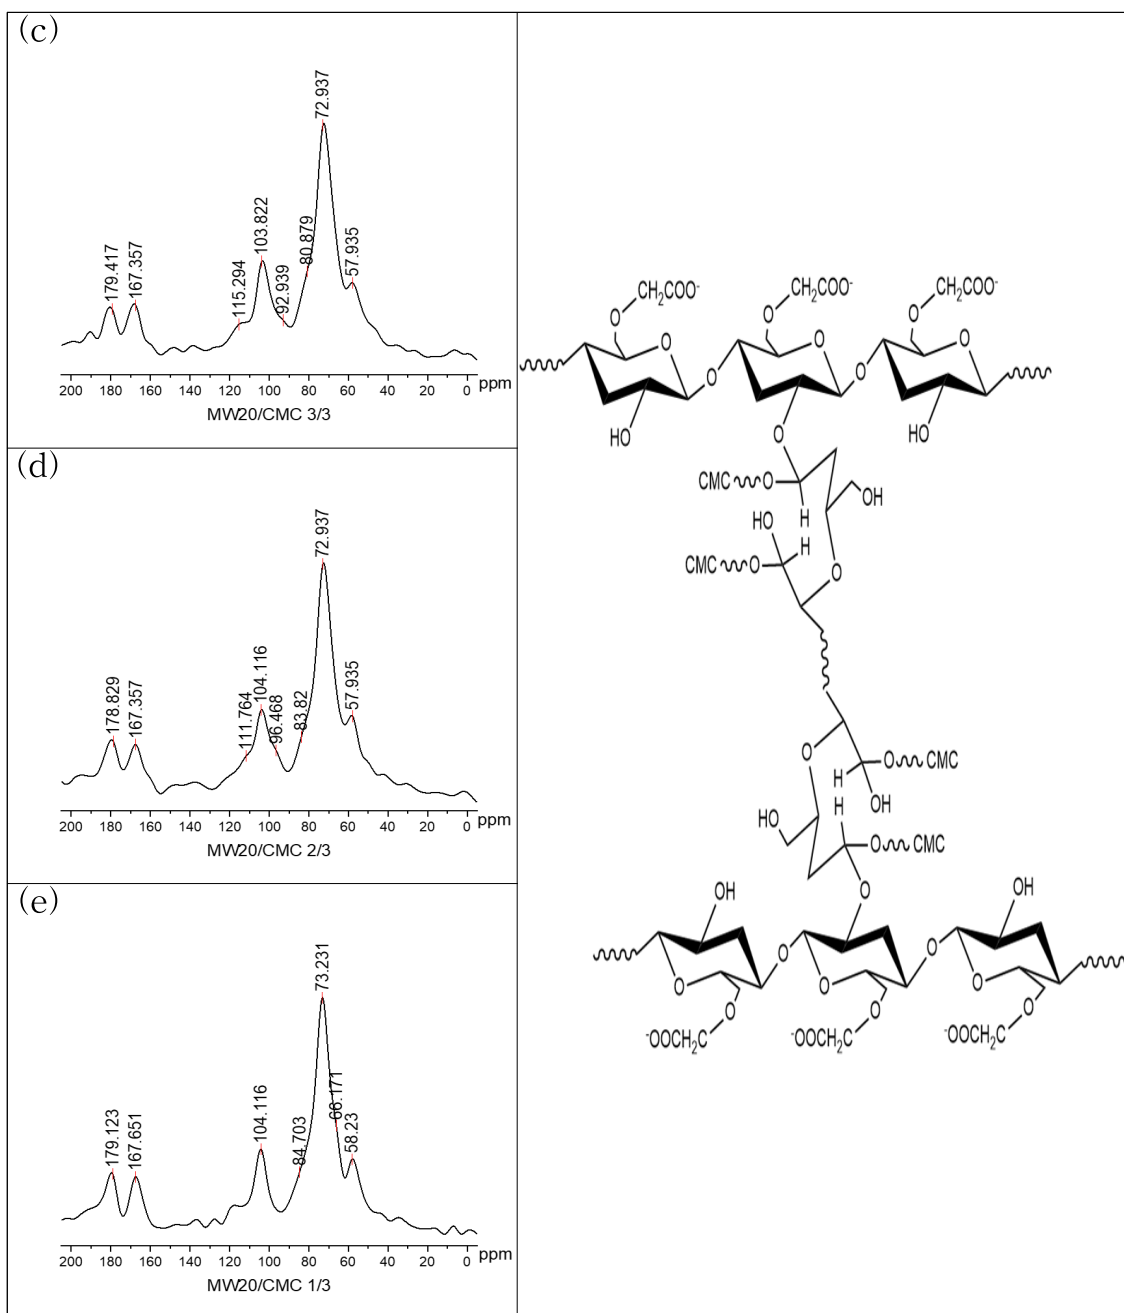 (c)
179.417
167.357
115.294
103.822
92.939
80.879
72.937
57.935
200 180 160 140 120 100 80 60 40 20 0 ppm
MW20/CMC 3/3
(d)
178.829
167.357
111.764
104.116
96.468
83.82
72.937
57.935
200 180 160 140 120 100 80 60 40 20 0 ppm
MW20/CMC 2/3
(e)
179.123
167.651
104.116
84.703
73.231
66.171
58.23
200 180 160 140 120 100 80 60 40 20 0 ppm
MW20/CMC 1/3
CH₂COO⁻ CH₂COO⁻ CH₂COO⁻
O O O
O O O
O O
HO O HO
CMC O OH
H
HO H
CMC O O
O O CMC
H OH
HO H
O CMC
O
OH OH
O O
O O O
O O O
⁻OOCH₂C ⁻OOCH₂C ⁻OOCH₂C